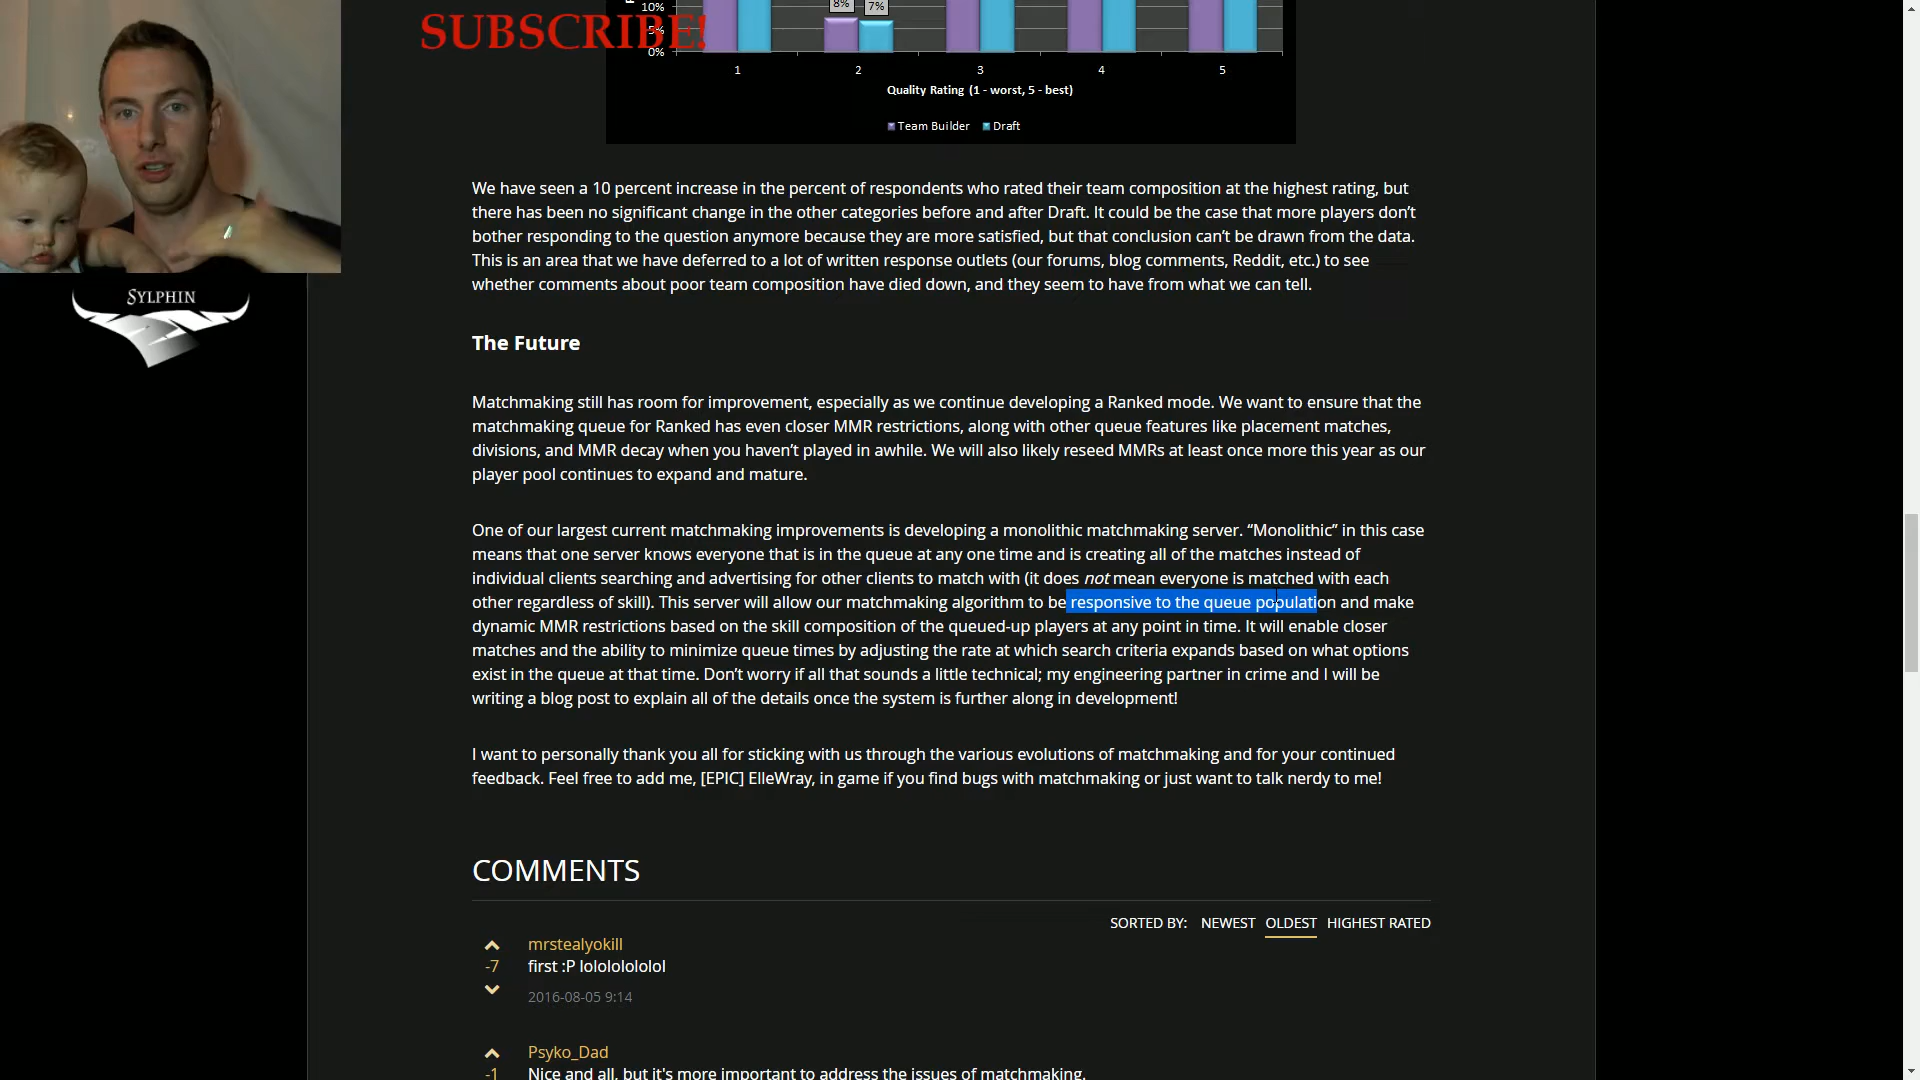 SUBSCRIBE!
10%
5%
0%
8%
7%
1 2 3 4 5
Quality Rating (1 - worst, 5 - best)
Team Builder Draft
SYLPHIN
We have seen a 10 percent increase in the percent of respondents who rated their team composition at the highest rating, but
there has been no significant change in the other categories before and after Draft. It could be the case that more players don’t
bother responding to the question anymore because they are more satisfied, but that conclusion can’t be drawn from the data.
This is an area that we have deferred to a lot of written response outlets (our forums, blog comments, Reddit, etc.) to see
whether comments about poor team composition have died down, and they seem to have from what we can tell.
The Future
Matchmaking still has room for improvement, especially as we continue developing a Ranked mode. We want to ensure that the
matchmaking queue for Ranked has even closer MMR restrictions, along with other queue features like placement matches,
divisions, and MMR decay when you haven’t played in awhile. We will also likely reseed MMRs at least once more this year as our
player pool continues to expand and mature.
One of our largest current matchmaking improvements is developing a monolithic matchmaking server. “Monolithic” in this case
means that one server knows everyone that is in the queue at any one time and is creating all of the matches instead of
individual clients searching and advertising for other clients to match with (it does not mean everyone is matched with each
other regardless of skill). This server will allow our matchmaking algorithm to be responsive to the queue population and make
dynamic MMR restrictions based on the skill composition of the queued-up players at any point in time. It will enable closer
matches and the ability to minimize queue times by adjusting the rate at which search criteria expands based on what options
exist in the queue at that time. Don’t worry if all that sounds a little technical; my engineering partner in crime and I will be
writing a blog post to explain all of the details once the system is further along in development!
I want to personally thank you all for sticking with us through the various evolutions of matchmaking and for your continued
feedback. Feel free to add me, [EPIC] ElleWray, in game if you find bugs with matchmaking or just want to talk nerdy to me!
COMMENTS
SORTED BY: NEWEST OLDEST HIGHEST RATED
mrstealyokill
-7 first :P lolololololol
2016-08-05 9:14
Psyko_Dad
-1 Nice and all, but it's more important to address the issues of matchmaking.